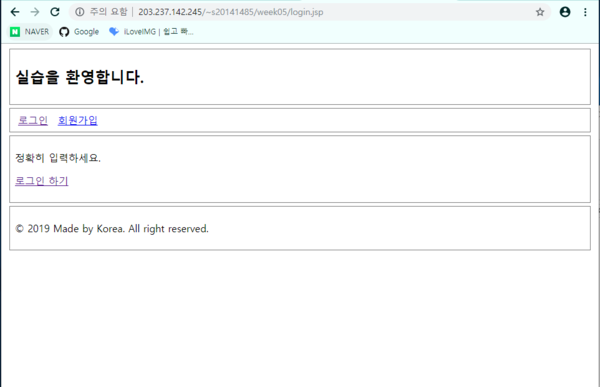 주의 요함 | 203.237.142.245/~s20141485/week05/login.jsp
NAVER Google iLoveIMG | 쉽고 빠...
실습을 환영합니다.
로그인 회원가입
정확히 입력하세요.
로그인 하기
© 2019 Made by Korea. All right reserved.